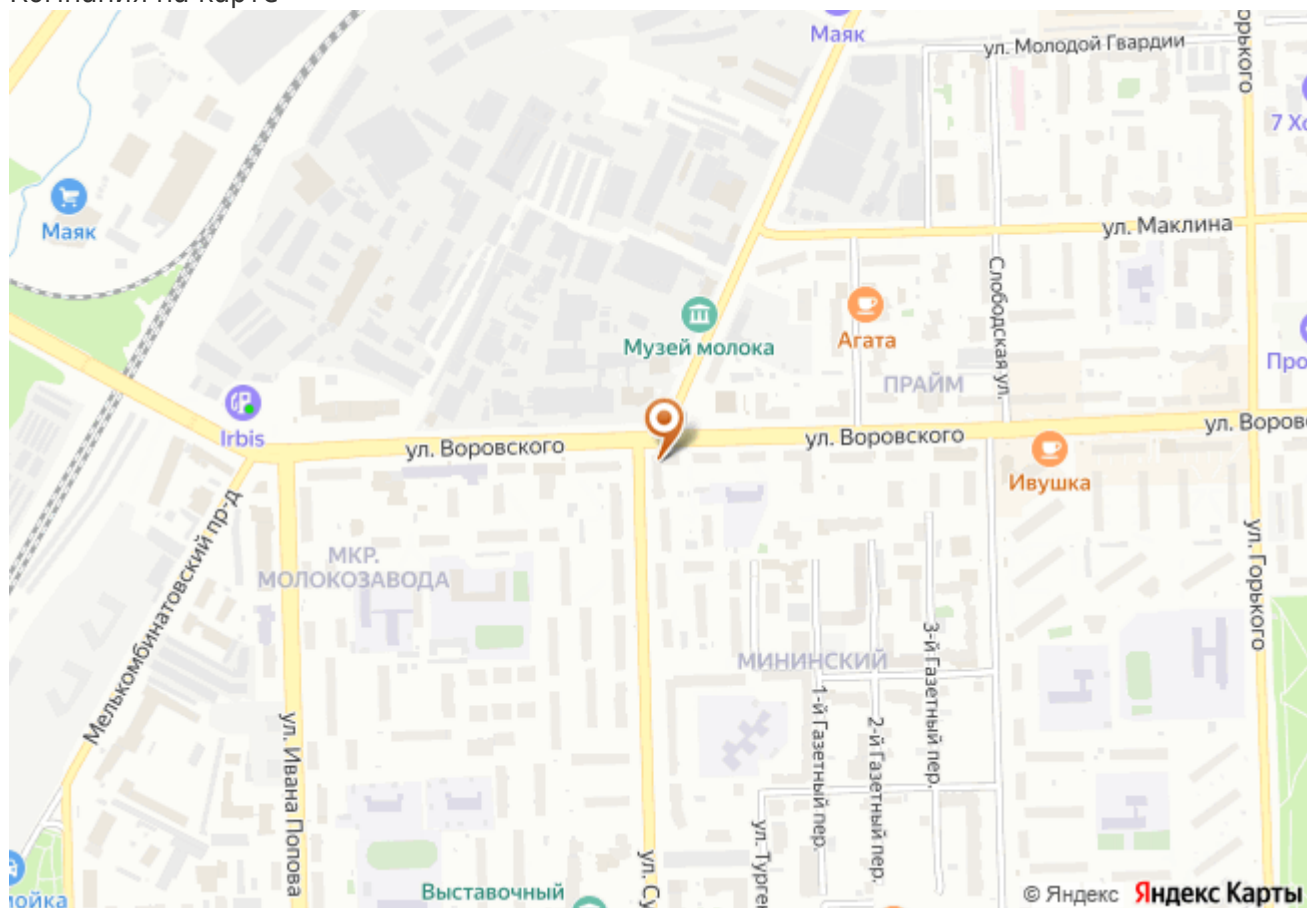 Маяк
ул. Молодой Гвардии
Маяк
ул. Маклина
Слободская ул.
Музей молока
Агата
ПРАЙМ
Irbis
ул. Воровского
ул. Воровского
Ивушка
ул. Горького
МКР.
МОЛОКОЗАВОДА
Мелькомбинатовский пр-д
МИНИНСКИЙ
ул. Ивана Попова
1-й Газетный пер.
2-й Газетный пер.
3-й Газетный пер.
Выставочный
© Яндекс Яндекс Карты